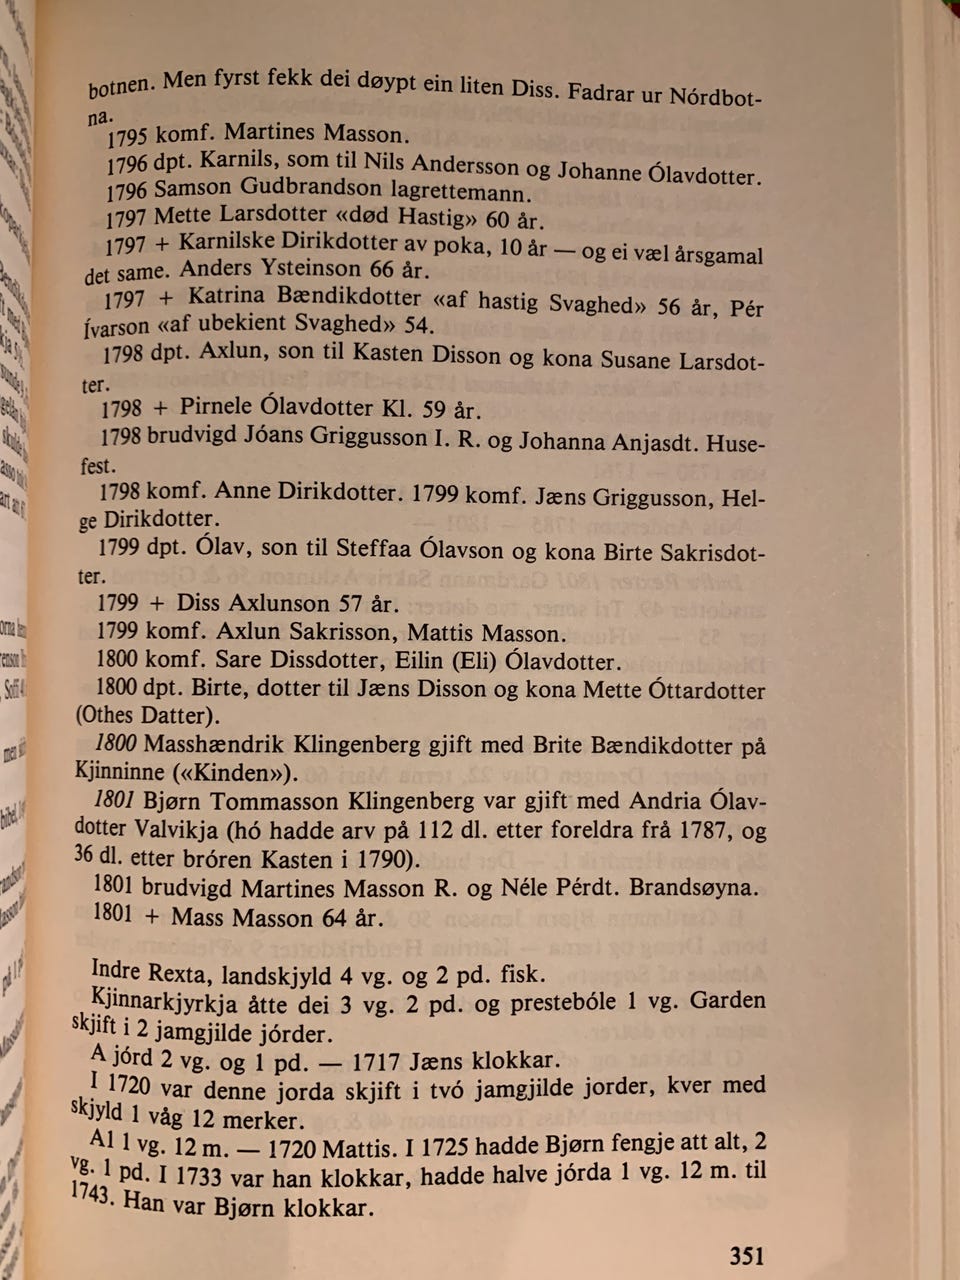 botnen. Men fyrst fekk dei døypt ein liten Diss. Fadrar ur Nórdbot-
na.
1795 komf. Martines Masson.
1796 dpt. Karnils, som til Nils Andersson og Johanne Ólavdotter.
1796 Samson Gudbrandson lagrettemann.
1797 Mette Larsdotter «død Hastig» 60 år.
1797 + Karnilske Dirikdotter av poka, 10 år — og ei væl årsgamal
det same. Anders Ysteinson 66 år.
1797 + Katrina Bændikdotter «af hastig Svaghed» 56 år, Pér
Ívarson «af ubekient Svaghed» 54.
1798 dpt. Axlun, son til Kasten Disson og kona Susane Larsdot-
ter.
1798 + Pirnele Ólavdotter Kl. 59 år.
1798 brudvigd Jóans Griggusson I. R. og Johanna Anjasdt. Huse-
fest.
1798 komf. Anne Dirikdotter. 1799 komf. Jæns Griggusson, Hel-
ge Dirikdotter.
1799 dpt. Ólav, son til Steffaa Ólavson og kona Birte Sakrisdot-
ter.
1799 + Diss Axlunson 57 år.
1799 komf. Axlun Sakrisson, Mattis Masson.
1800 komf. Sare Dissdotter, Eilin (Eli) Ólavdotter.
1800 dpt. Birte, dotter til Jæns Disson og kona Mette Óttardotter
(Othes Datter).
1800 Masshændrik Klingenberg gjift med Brite Bændikdotter på
Kjinninne («Kinden»).
1801 Bjørn Tommasson Klingenberg var gjift med Andria Ólav-
dotter Valvikja (hó hadde arv på 112 dl. etter foreldra frå 1787, og
36 dl. etter bróren Kasten i 1790).
1801 brudvigd Martines Masson R. og Néle Pérdt. Brandsøyna.
1801 + Mass Masson 64 år.
Indre Rexta, landskjyld 4 vg. og 2 pd. fisk.
Kjinnarkjyrkja åtte dei 3 vg. 2 pd. og prestebóle 1 vg. Garden
skjift i 2 jamgjilde jórder.
A jórd 2 vg. og 1 pd. — 1717 Jæns klokkar.
I 1720 var denne jorda skjift i tvó jamgjilde jorder, kver med
skjyld 1 våg 12 merker.
A1 1 vg. 12 m. — 1720 Mattis. I 1725 hadde Bjørn fengje att alt, 2
vg. 1 pd. I 1733 var han klokkar, hadde halve jórda 1 vg. 12 m. til
1743. Han var Bjørn klokkar.
351